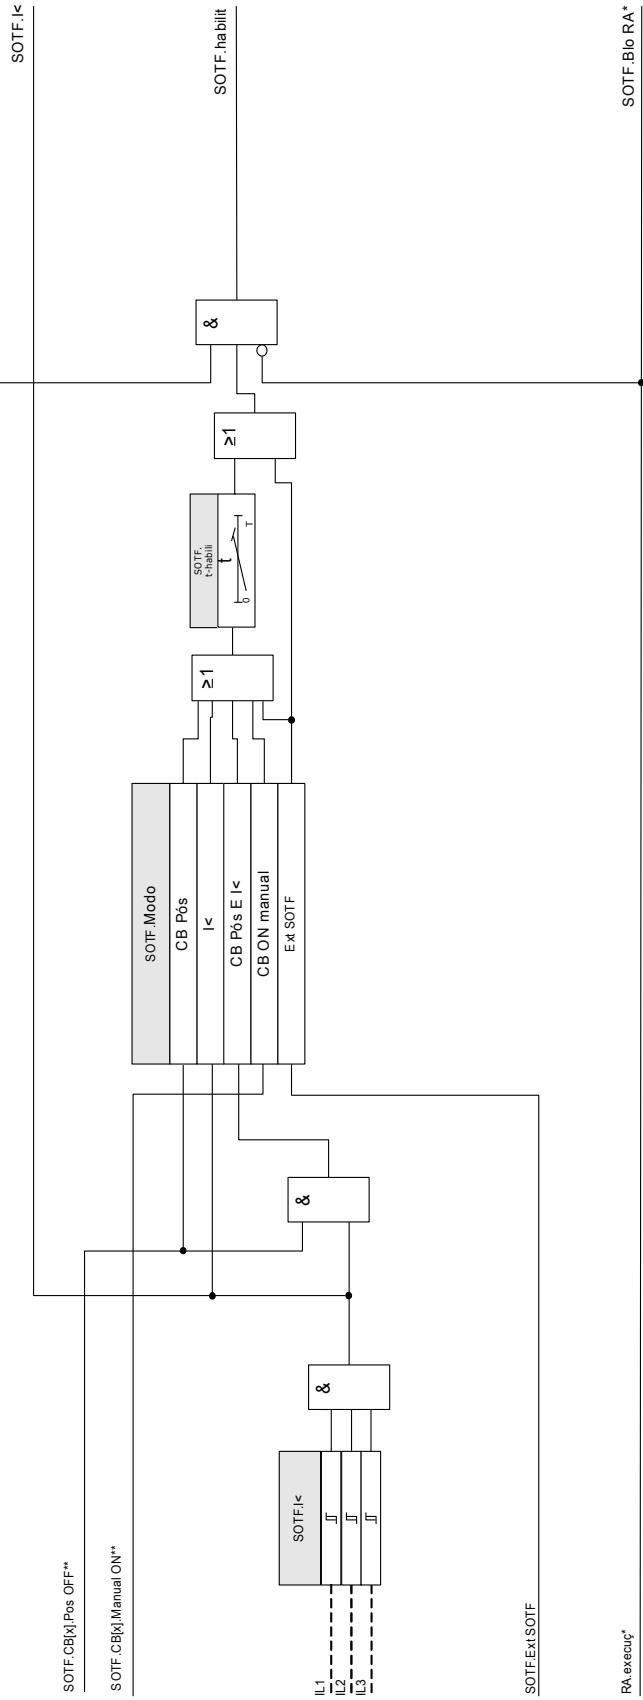 SOTF.CB[x].Pos OFF**
SOTF.CB[x].Manual ON**
IL1
IL2
IL3
SOTF.Ext SOTF
RA.execuç*
SOTF.I<
&
&
SOTF.Modo
CB Pós
I<
CB Pós E I<
CB ON manual
Ext SOTF
≥1
SOTF.
t-habili
t
0
T
≥1
&
SOTF.I<
SOTF.habilit
SOTF.Blo RA*